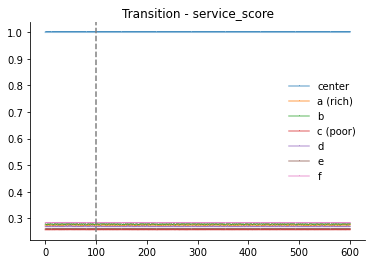 Transition - service_score
1.0
0.9
0.8
0.7
0.6
0.5
0.4
0.3
center
a (rich)
b
c (poor)
d
e
f
0 100 200 300 400 500 600